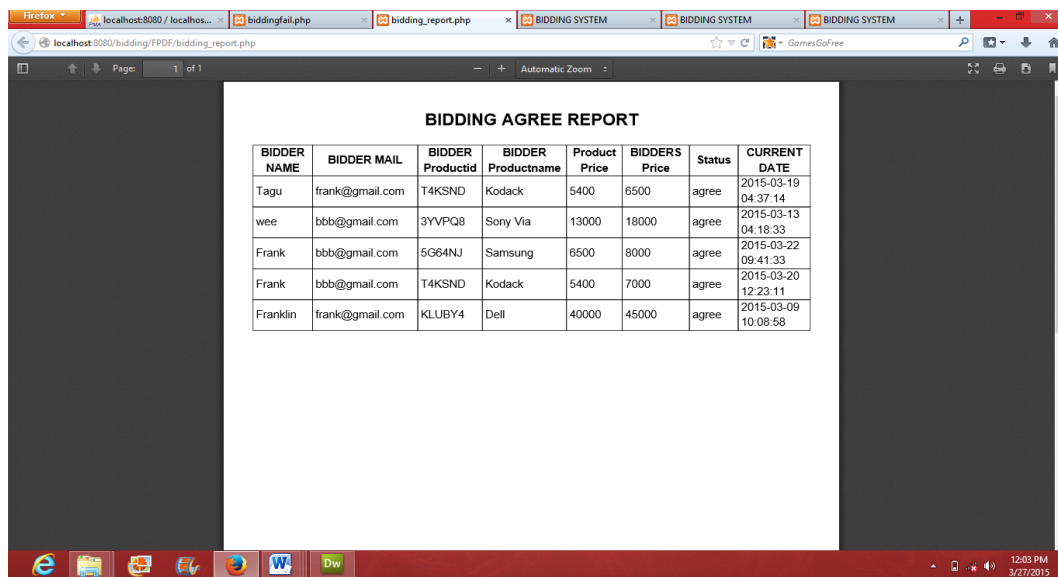 Firefox
localhost:8080 / localhos...
biddingfail.php
bidding_report.php
BIDDING SYSTEM
BIDDING SYSTEM
BIDDING SYSTEM
localhost:8080/bidding/FPDF/bidding_report.php
GamesGoFree
Page: 1 of 1
Automatic Zoom
BIDDING AGREE REPORT
BIDDER NAME BIDDER MAIL BIDDER Productid BIDDER Productname Product Price BIDDERS Price Status CURRENT DATE
Tagu frank@gmail.com T4KSND Kodack 5400 6500 agree 2015-03-19 04:37:14
wee bbb@gmail.com 3YVPQ8 Sony Via 13000 18000 agree 2015-03-13 04:18:33
Frank bbb@gmail.com 5G64NJ Samsung 6500 8000 agree 2015-03-22 09:41:33
Frank bbb@gmail.com T4KSND Kodack 5400 7000 agree 2015-03-20 12:23:11
Franklin frank@gmail.com KLUBY4 Dell 40000 45000 agree 2015-03-09 10:08:58
Dw
12:03 PM
3/27/2015